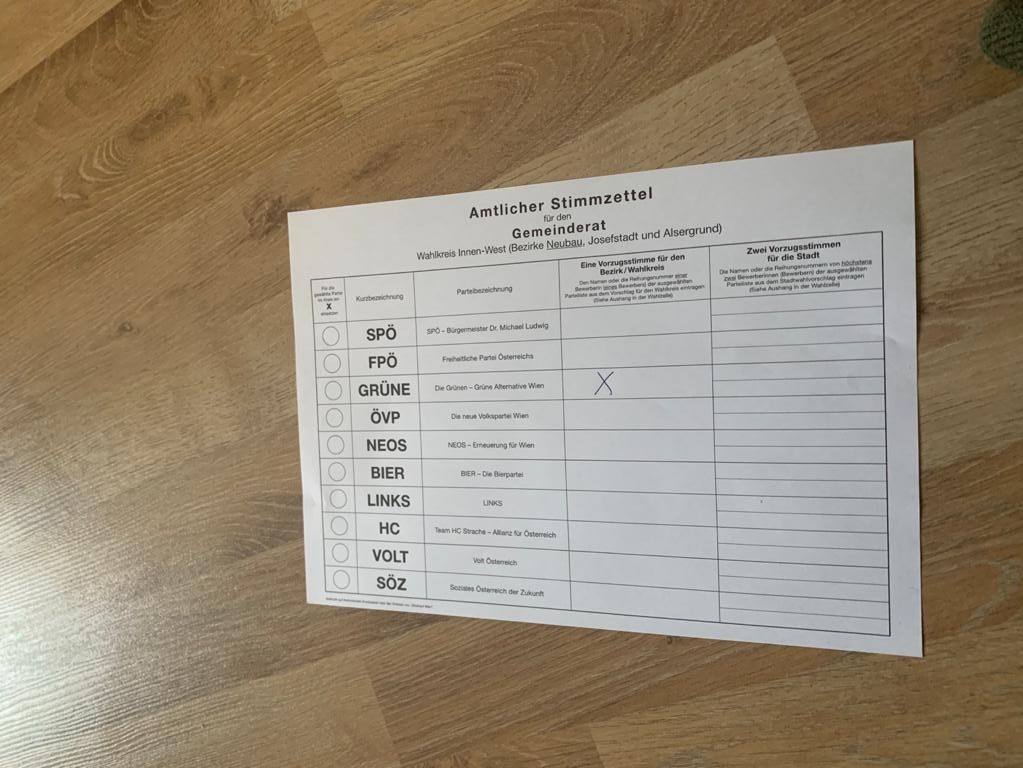 Amtlicher Stimmzettel
für den
Gemeinderat
Wahlkreis Innen-West (Bezirke Neubau, Josefstadt und Alsergrund)
Für die
gewählte Partei
im Kreis ein
X
einsetzen
Kurzbezeichnung
Parteibezeichnung
Eine Vorzugsstimme für den
Bezirk/Wahlkreis
Den Namen oder die Reihungsnummer einer
Bewerberin (eines Bewerbers) der ausgewählten
Parteiliste aus dem Vorschlag für den Wahlkreis eintragen
(Siehe Aushang in der Wahlzelle)
Zwei Vorzugsstimmen
für die Stadt
Die Namen oder die Reihungsnummern von höchstens
zwei Bewerberinnen (Bewerbern) der ausgewählten
Parteiliste aus dem Stadtwahlvorschlag eintragen
(Siehe Aushang in der Wahlzelle)
SPÖ SPÖ – Bürgermeister Dr. Michael Ludwig
FPÖ Freiheitliche Partei Österreichs
GRÜNE Die Grünen – Grüne Alternative Wien X
ÖVP Die neue Volkspartei Wien
NEOS NEOS – Erneuerung für Wien
BIER BIER – Die Bierpartei
LINKS LINKS
HC Team HC Strache – Allianz für Österreich
VOLT Volt Österreich
SÖZ Soziales Österreich der Zukunft